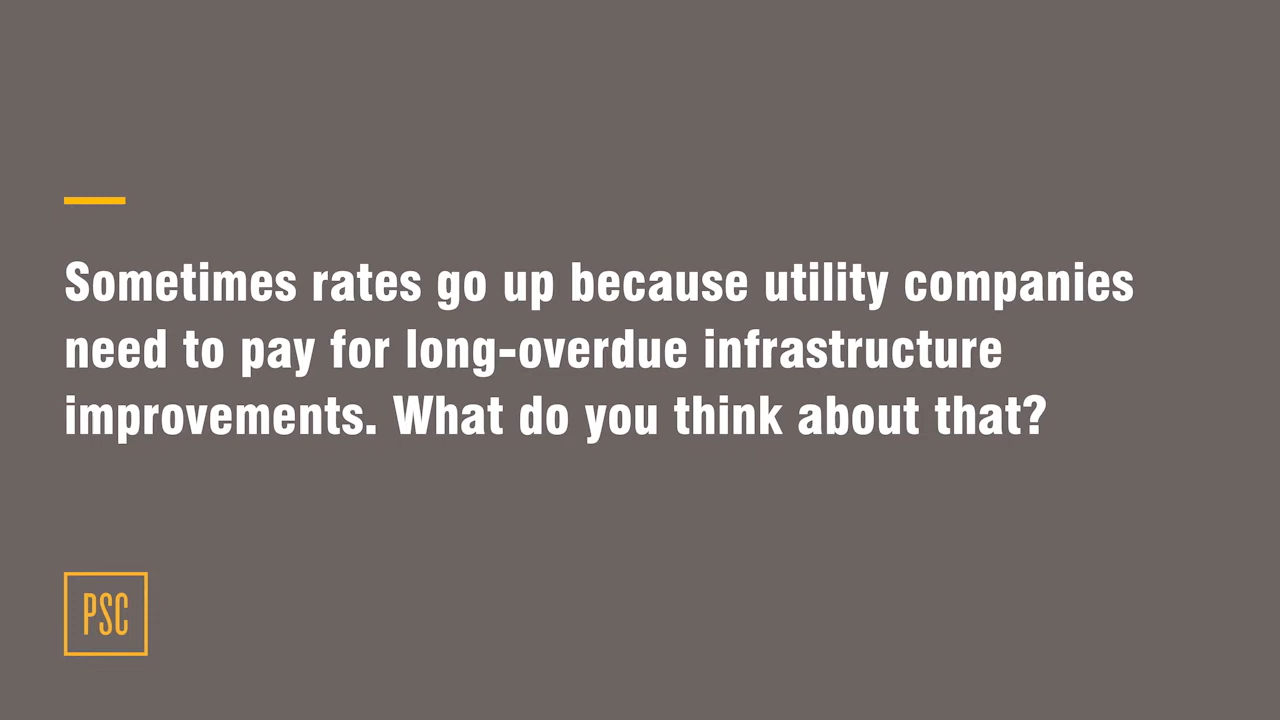 Sometimes rates go up because utility companies
need to pay for long-overdue infrastructure
improvements. What do you think about that?
PSC